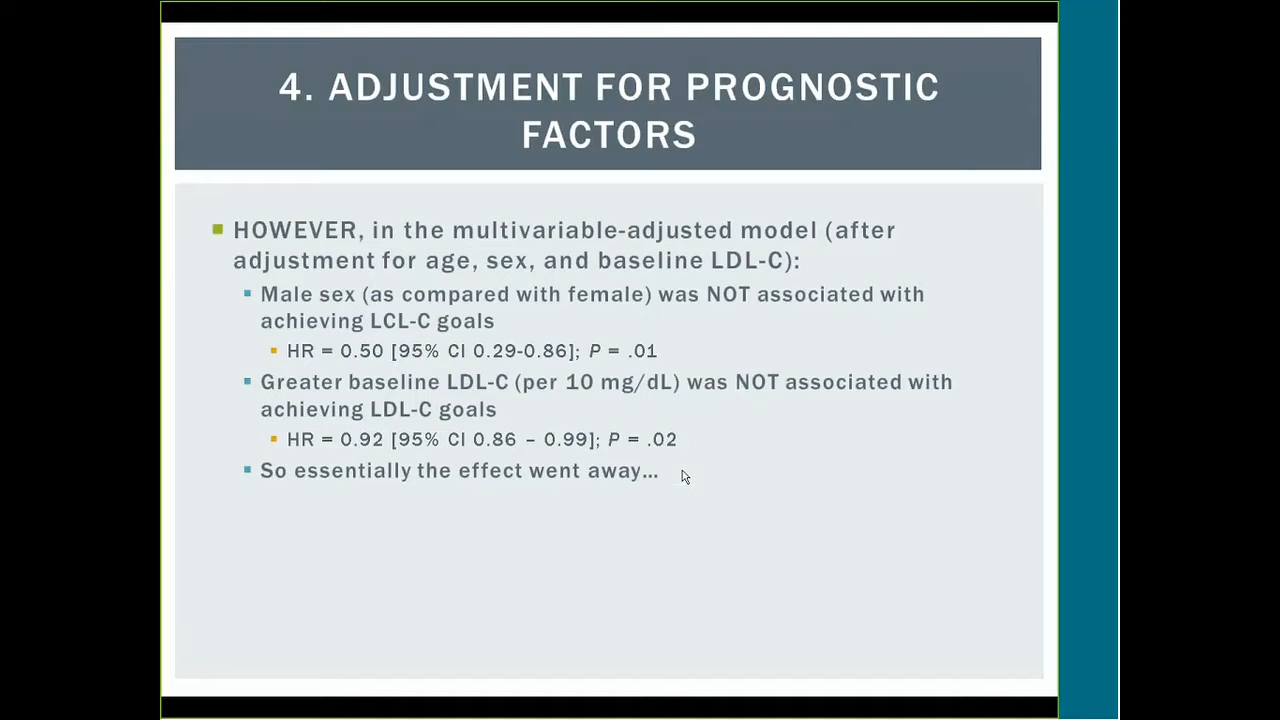 4. ADJUSTMENT FOR PROGNOSTIC
FACTORS
HOWEVER, in the multivariable-adjusted model (after
adjustment for age, sex, and baseline LDL-C):
Male sex (as compared with female) was NOT associated with
achieving LCL-C goals
HR = 0.50 [95% CI 0.29-0.86]; P = .01
Greater baseline LDL-C (per 10 mg/dL) was NOT associated with
achieving LDL-C goals
HR = 0.92 [95% CI 0.86 – 0.99]; P = .02
So essentially the effect went away…